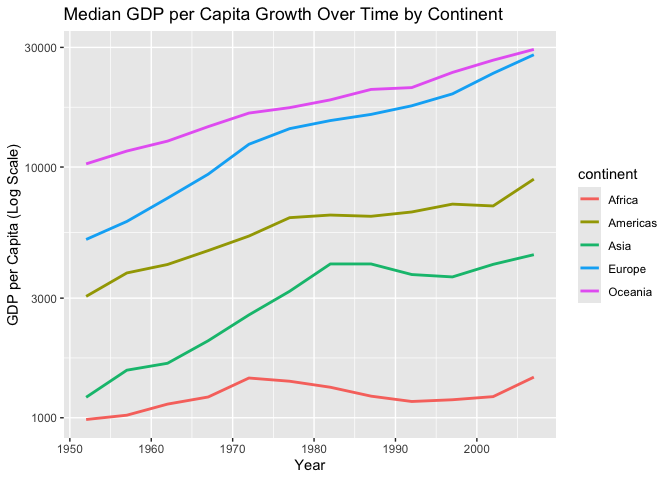 Median GDP per Capita Growth Over Time by Continent
GDP per Capita (Log Scale)
30000
10000
3000
1000
1950 1960 1970 1980 1990 2000
Year
continent
Africa
Americas
Asia
Europe
Oceania